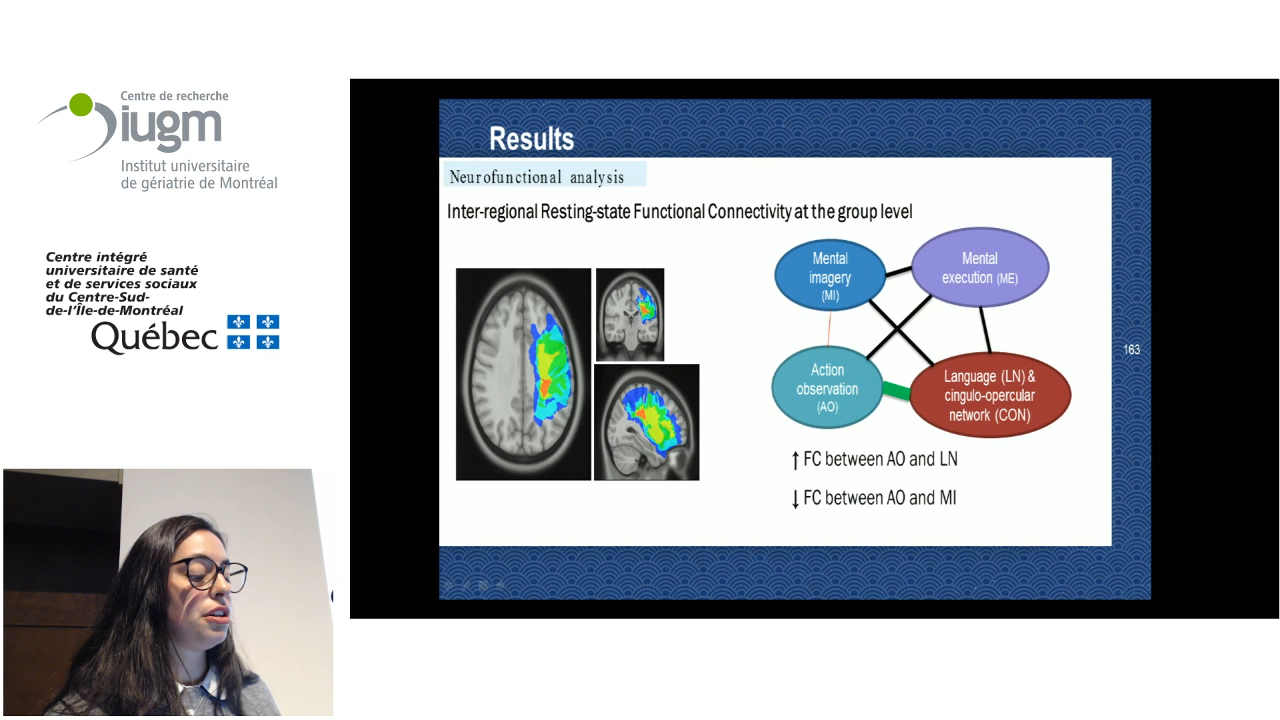 Centre de recherche
iugm
Institut universitaire
de gériatrie de Montréal
Centre intégré
universitaire de santé
et de services sociaux
du Centre-Sud-
de-l'Île-de-Montréal
Québec
Results
Neurofunctional analysis
Inter-regional Resting-state Functional Connectivity at the group level
Mental
imagery
(MI)
Mental
execution (ME)
Action
observation
(AO)
Language (LN) &
cingulo-opercular
network (CON)
↑ FC between AO and LN
↓ FC between AO and MI
163